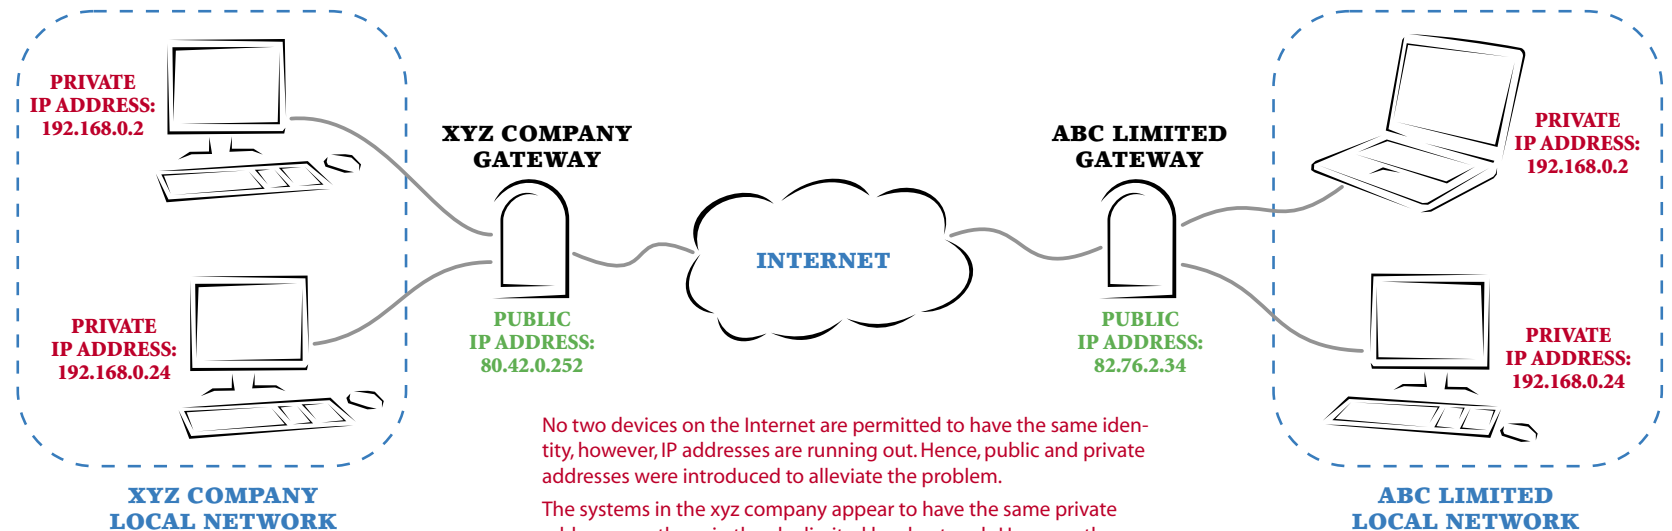 PRIVATE
IP ADDRESS:
192.168.0.2
XYZ COMPANY
GATEWAY
ABC LIMITED
GATEWAY
PRIVATE
IP ADDRESS:
192.168.0.2
INTERNET
PRIVATE
IP ADDRESS:
192.168.0.24
PUBLIC
IP ADDRESS:
80.42.0.252
PUBLIC
IP ADDRESS:
82.76.2.34
PRIVATE
IP ADDRESS:
192.168.0.24
No two devices on the Internet are permitted to have the same iden-
tity, however, IP addresses are running out. Hence, public and private
addresses were introduced to alleviate the problem.
The systems in the xyz company appear to have the same private
XYZ COMPANY
LOCAL NETWORK
ABC LIMITED
LOCAL NETWORK